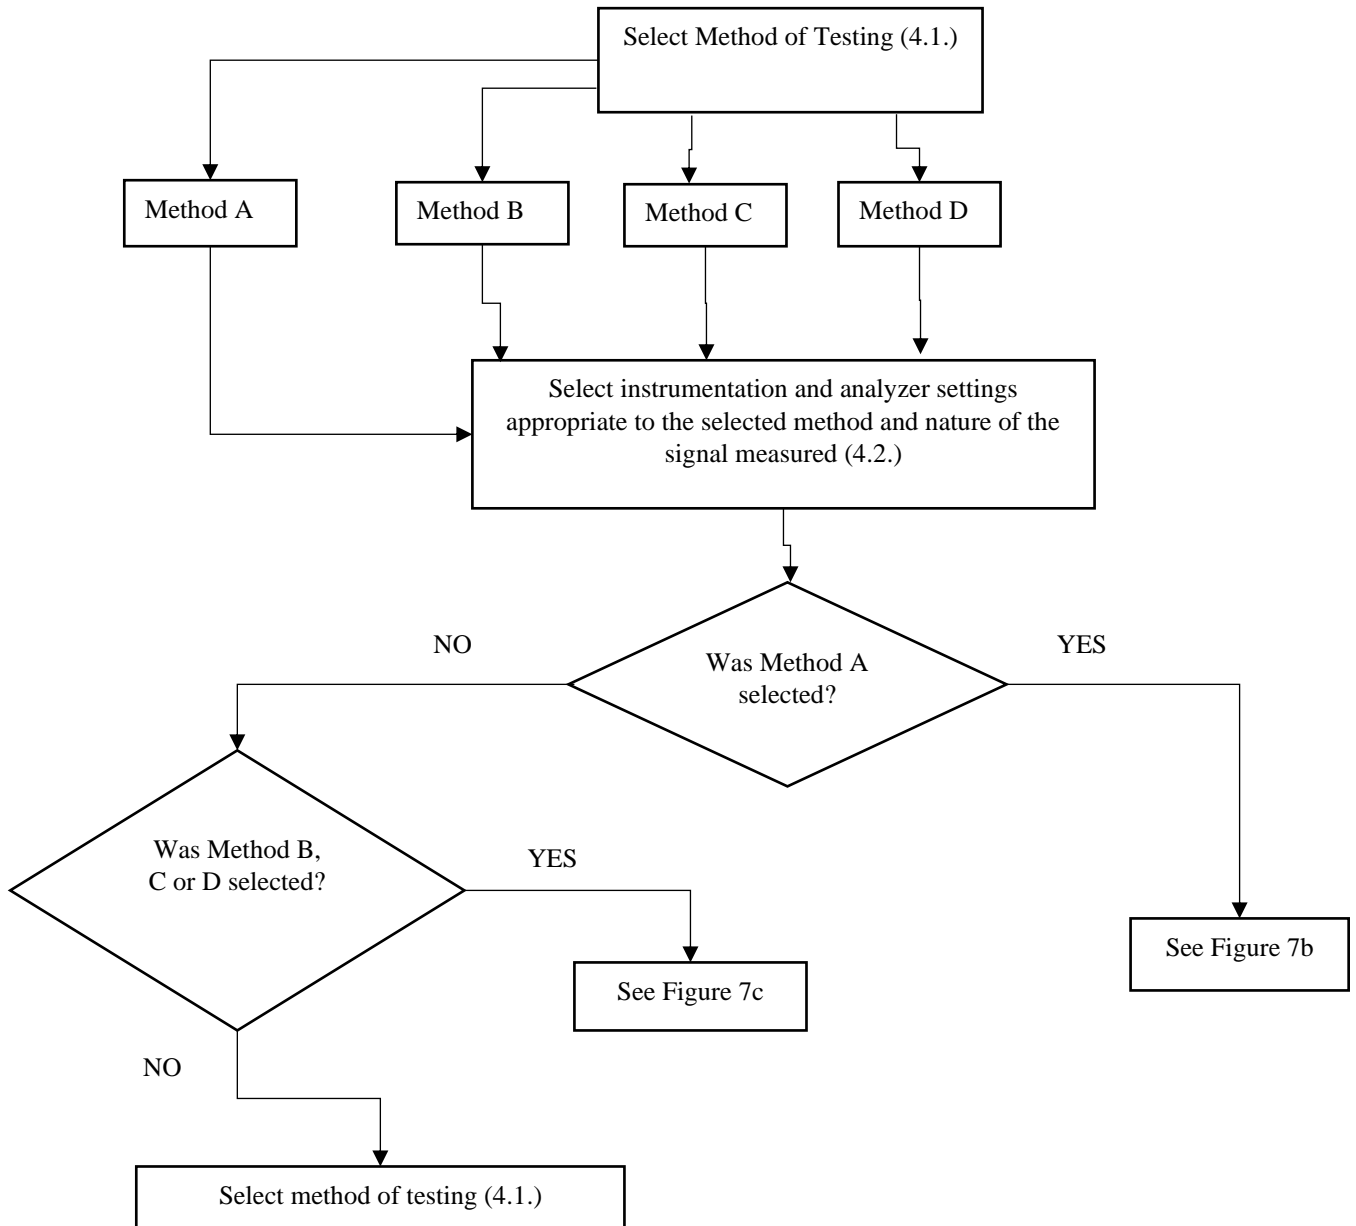 Select Method of Testing (4.1.)
Method A
Method B
Method C
Method D
Select instrumentation and analyzer settings
appropriate to the selected method and nature of the
signal measured (4.2.)
NO
YES
Was Method A
selected?
Was Method B,
C or D selected?
YES
See Figure 7b
See Figure 7c
NO
Select method of testing (4.1.)